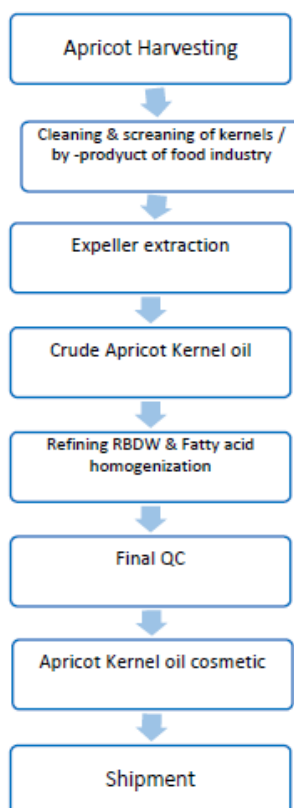 Apricot Harvesting
Cleaning & screaning of kernels /
by -prodyuct of food industry
Expeller extraction
Crude Apricot Kernel oil
Refining RBDW & Fatty acid
homogenization
Final QC
Apricot Kernel oil cosmetic
Shipment